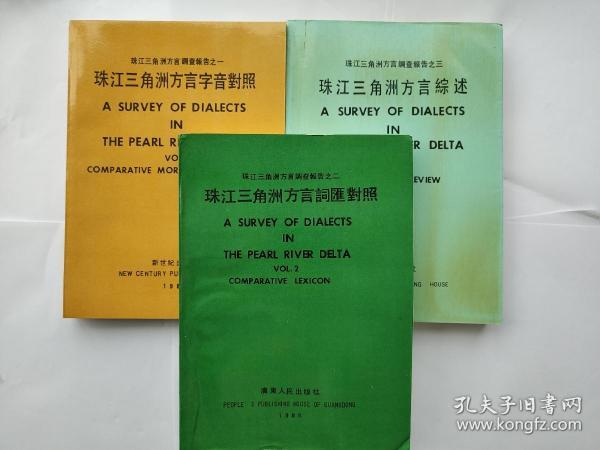 珠江三角洲方言調查報告之一
珠江三角洲方言字音對照
A SURVEY OF DIALECTS
IN
THE PEARL
VO
COMPARATIVE MOR
新世紀
NEW CENTURY PU
19
珠江三角洲方言調查報告之三
珠江三角洲方言綜述
A SURVEY OF DIALECTS
IN
ER DELTA
EVIEW
社
NG HOUSE
珠江三角洲方言調查報告之二
珠江三角洲方言詞匯對照
A SURVEY OF DIALECTS
IN
THE PEARL RIVER DELTA
VOL.2
COMPARATIVE LEXICON
廣東人民出版社
PEOPLE'S PUBLISHING HOUSE OF GUANGDONG
1988
孔夫子旧书网
www.kongfz.com